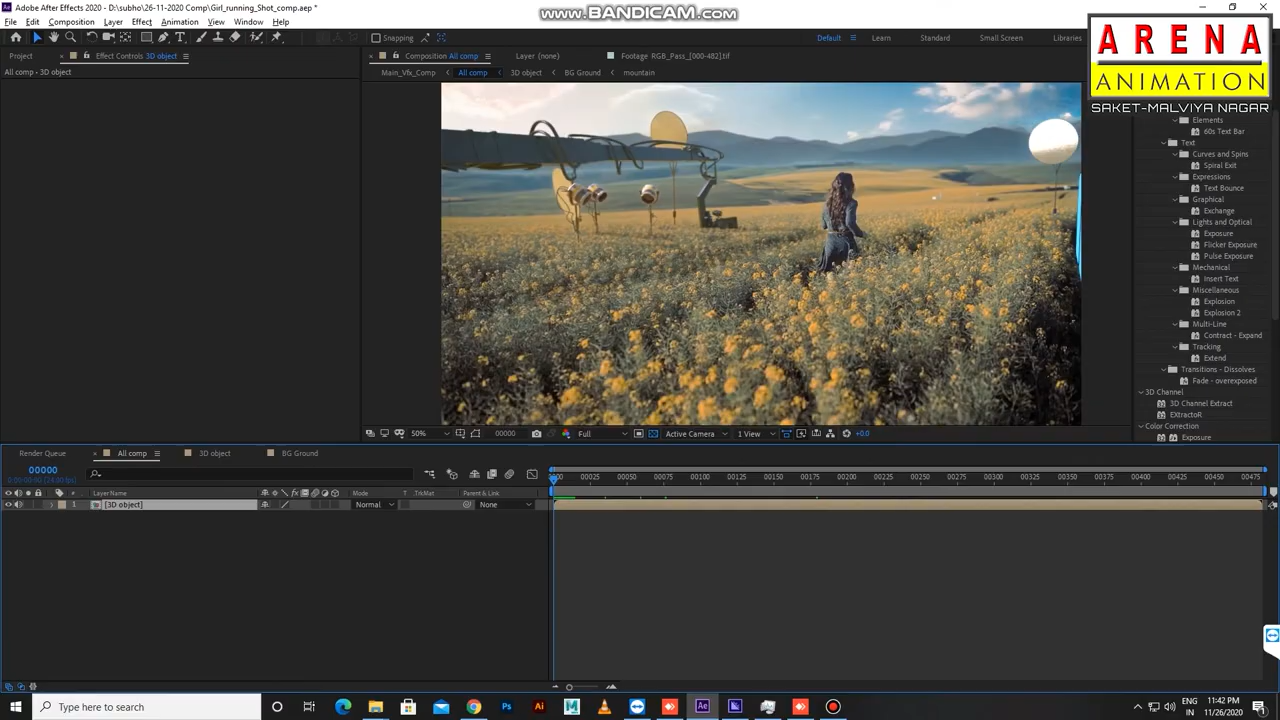 Adobe After Effects 2020 - D:\subho\26-11-2020 Comp\Girl_running_Shot_comp.aep *
www.BANDICAM.com
File Edit Composition Layer Effect Animation View Window Help
Snapping
Default Learn Standard Small Screen Libraries
ARENA
ANIMATION
SAKET-MALVIYA NAGAR
Project Effect Controls 3D object
Composition All comp Layer (none) Footage RGB_Pass_[000-482].tif
All comp • 3D object
Main_Vfx_Comp All comp 3D object BG Ground mountain
Elements
60s Text Bar
Text
Curves and Spins
Spiral Exit
Expressions
Text Bounce
Graphical
Exchange
Lights and Optical
Exposure
Flicker Exposure
Pulse Exposure
Mechanical
Insert Text
Miscellaneous
Explosion
Explosion 2
Multi-Line
Contract - Expand
Tracking
Extend
Transitions - Dissolves
Fade - overexposed
3D Channel
3D Channel Extract
EXtractoR
Color Correction
Exposure
50% 00000 Full Active Camera 1 View +0.0
Render Queue All comp 3D object BG Ground
00000
00025 00050 00075 00100 00125 00150 00175 00200 00225 00250 00275 00300 00325 00350 00375 00400 00425 00450 00475
# Layer Name Mode T .TrkMat Parent & Link
1 [3D object] Normal None
Type here to search
ENG
IN
11:42 PM
11/26/2020